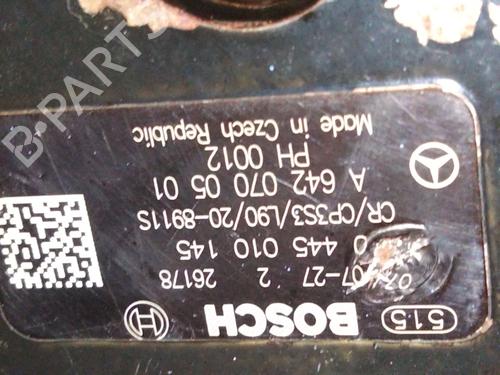 515 BOSCH
07-07-27 2 26178
0 445 010 145
CR/CP3S3/L90/20-8911S
A 642 070 05 01
PH 0012
Made in Czech Republic